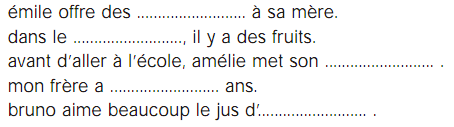 émile offre des .......................... à sa mère.
dans le .........................., il y a des fruits.
avant d'aller à l'école, amélie met son .......................... .
mon frère a .......................... ans.
bruno aime beaucoup le jus d'.......................... .